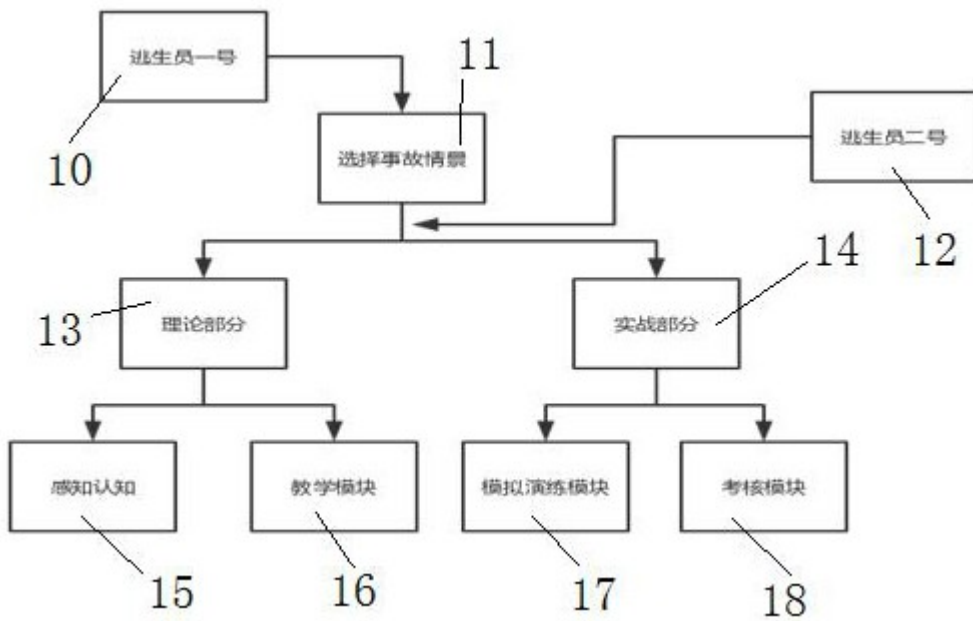 逃生员一号
11
选择事故情景
10
逃生员二号
12
14
13
理论部分
实战部分
感知认知
教学模块
模拟演练模块
考核模块
15
16
17
18